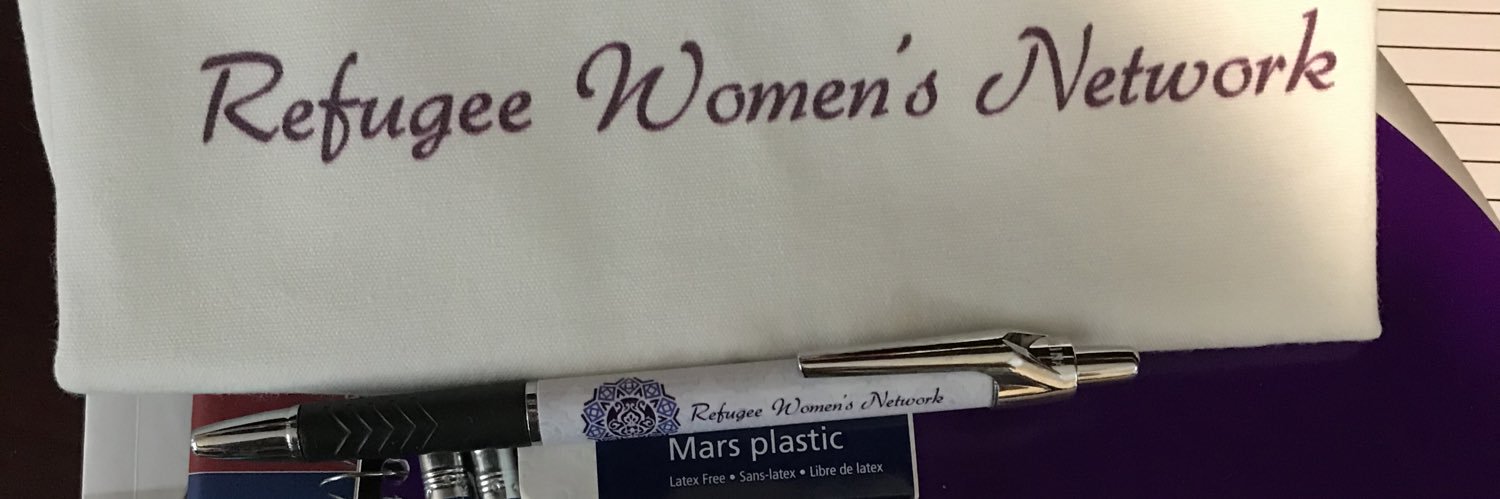 Refugee Women's Network
Refugee Women's Network
Mars plastic
Latex Free • Sans-latex • Libre de latex